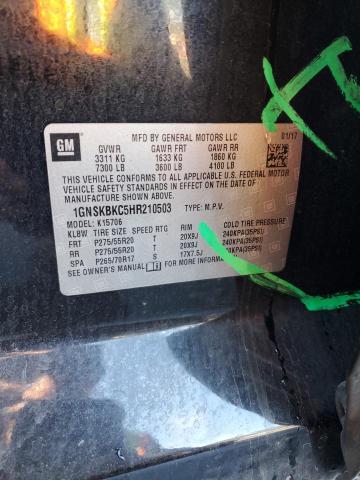 GM
MFD BY GENERAL MOTORS LLC
01/17
GVWR GAWR FRT GAWR RR
3311 KG 1633 KG 1860 KG
7300 LB 3600 LB 4100 LB
THIS VEHICLE CONFORMS TO ALL APPLICABLE U.S. FEDERAL MOTOR
VEHICLE SAFETY STANDARDS IN EFFECT ON THE DATE OF
MANUFACTURE SHOWN ABOVE.
1GNSKBKC5HR210503 TYPE: M.P.V.
MODEL: K15706
KL8W TIRE SIZE SPEED RTG RIM COLD TIRE PRESSURE
FRT P275/55R20 T 20X9J 240KPA(35PSI)
RR P275/55R20 T 20X9J 240KPA(35PSI)
SPA P265/70R17 S 17X7.5J 240KPA(35PSI)
SEE OWNER'S MANUAL FOR ADDITIONAL INFORMATION.